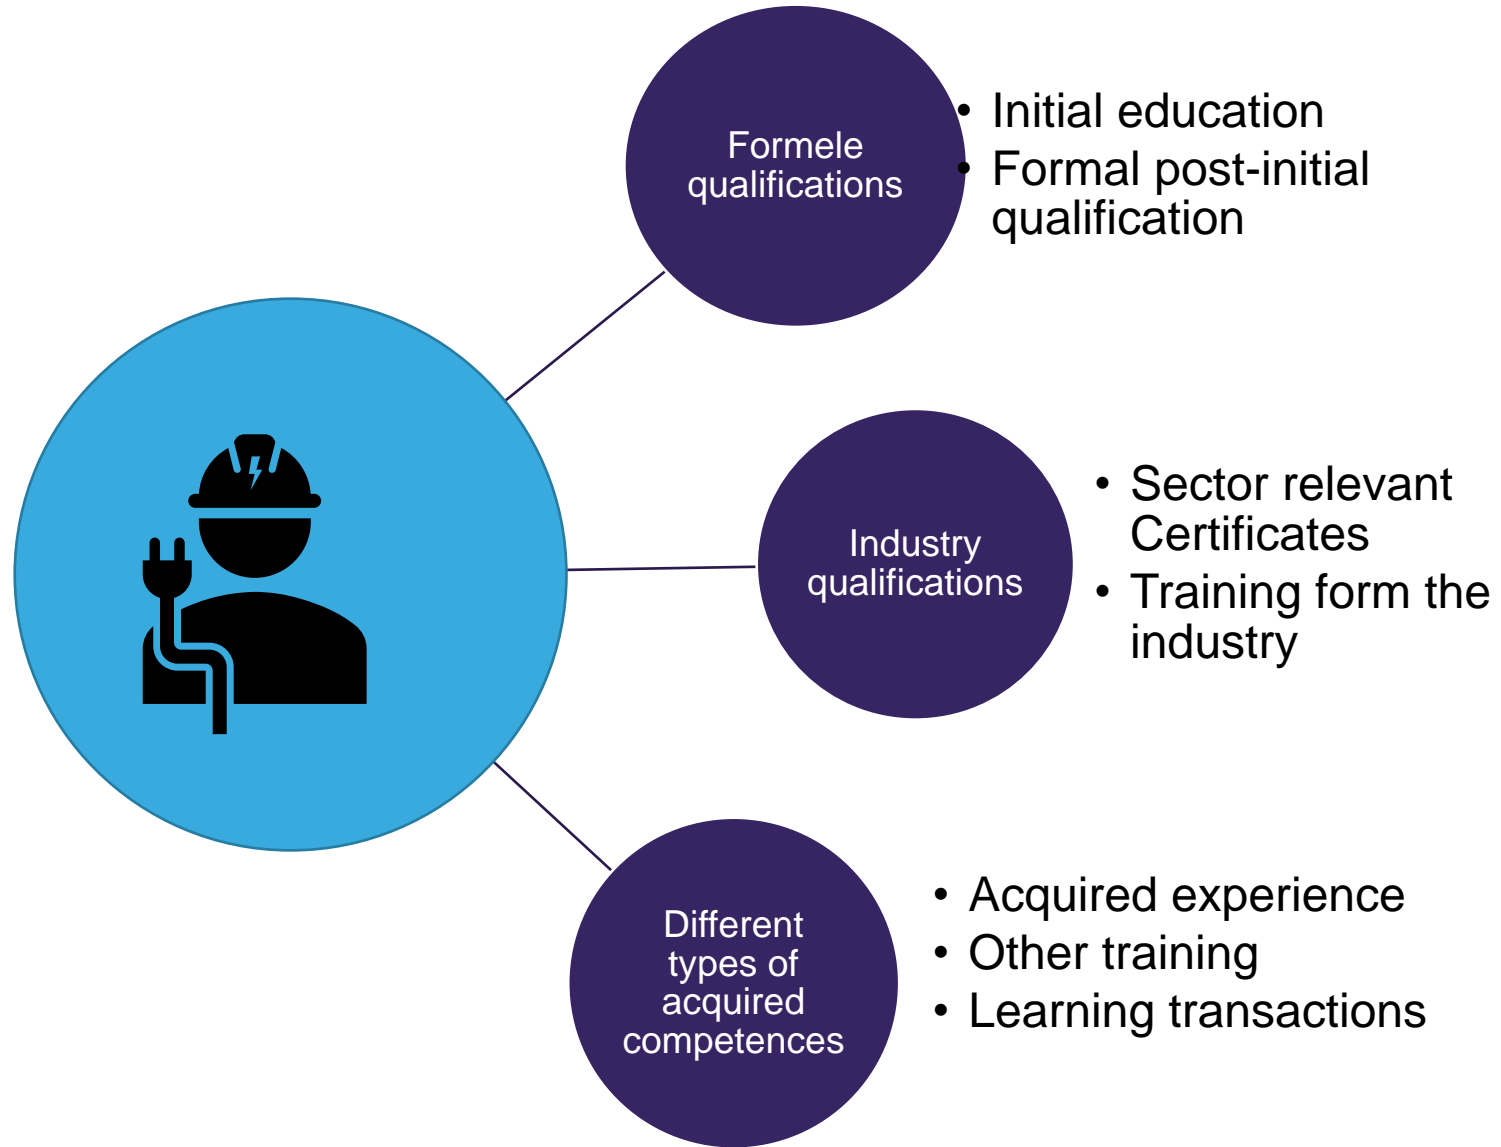 Formele
qualifications
• Initial education
• Formal post-initial
qualification
Industry
qualifications
• Sector relevant
Certificates
• Training form the
industry
Different
types of
acquired
competences
• Acquired experience
• Other training
• Learning transactions